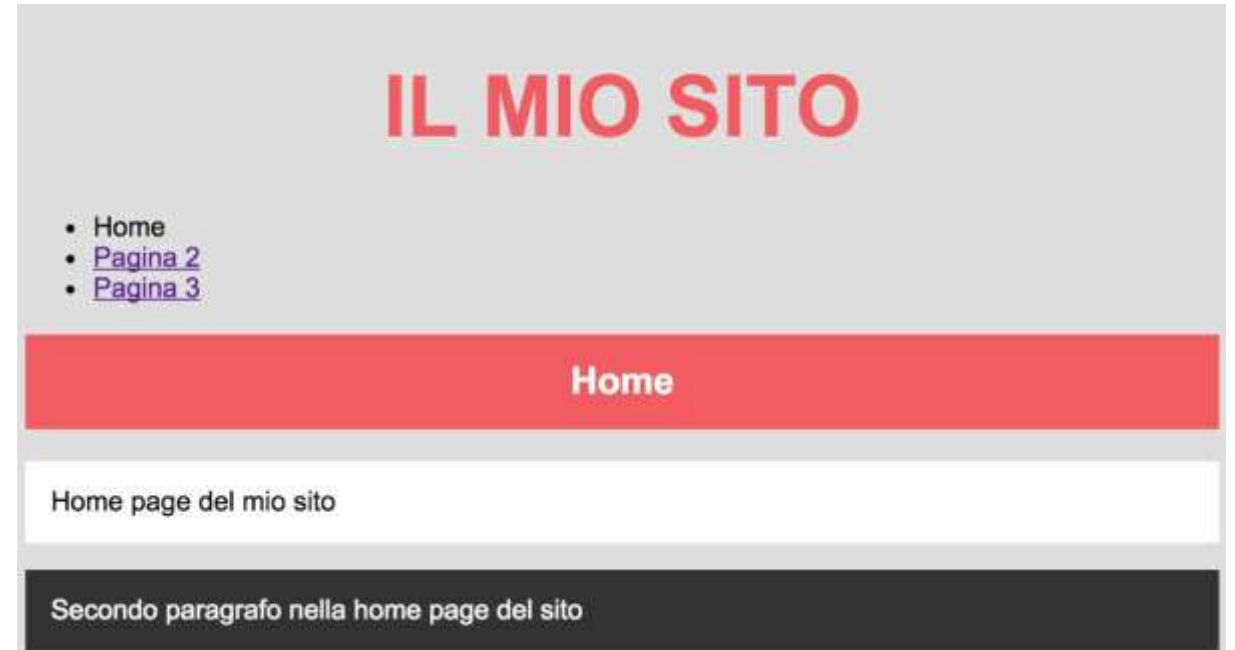 IL MIO SITO
Home
Pagina 2
Pagina 3
Home
Home page del mio sito
Secondo paragrafo nella home page del sito